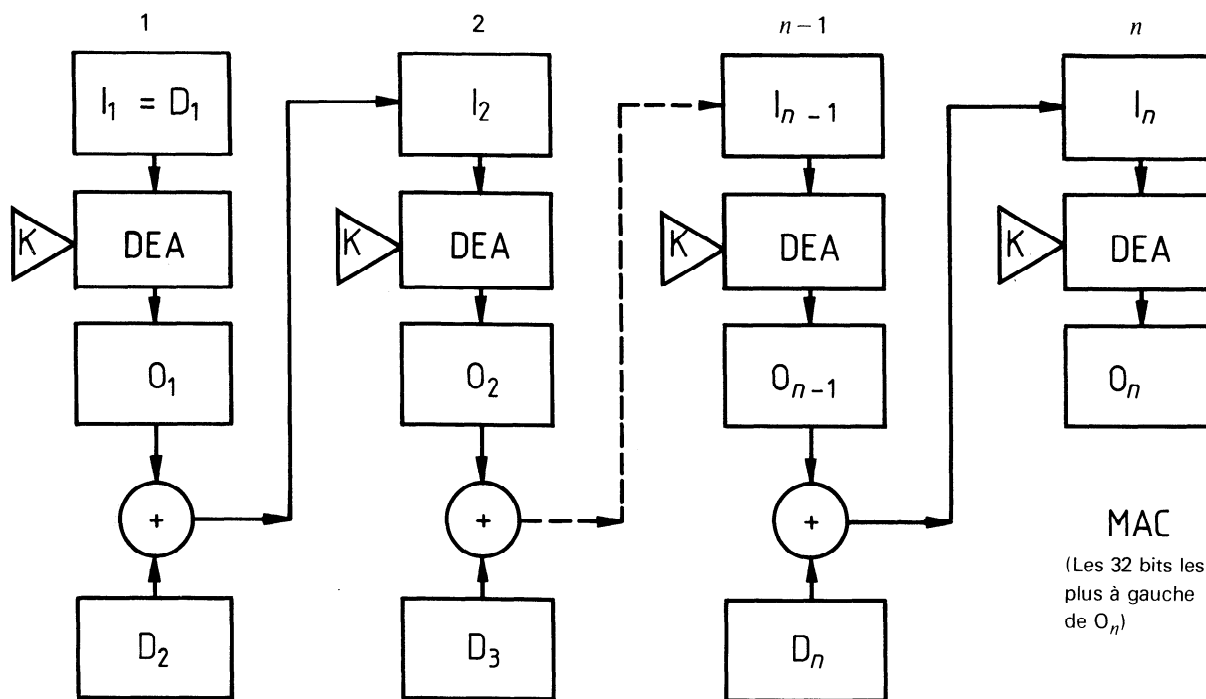 1 2 n−1 n
I₁ = D₁ I₂ Iₙ₋₁ Iₙ
K DEA K DEA K DEA K DEA
O₁ O₂ Oₙ₋₁ Oₙ
+ + +
MAC
(Les 32 bits les
plus à gauche
de Oₙ)
D₂ D₃ Dₙ